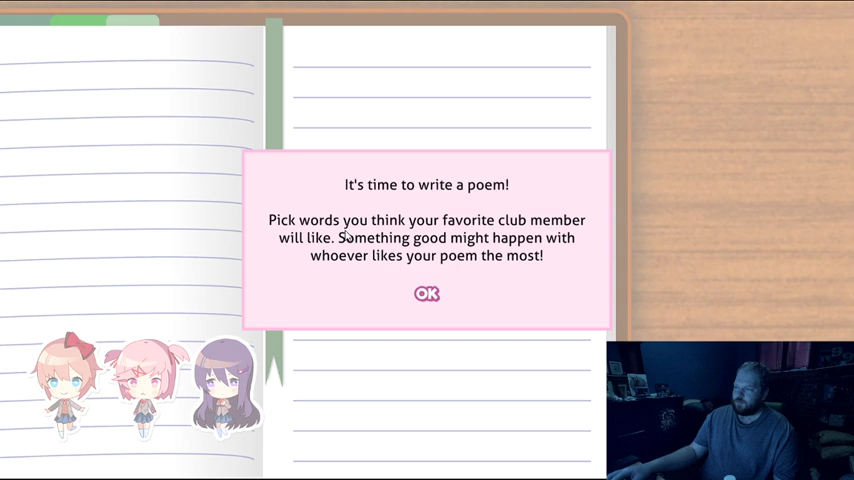 It's time to write a poem!
Pick words you think your favorite club member
will like. Something good might happen with
whoever likes your poem the most!
OK